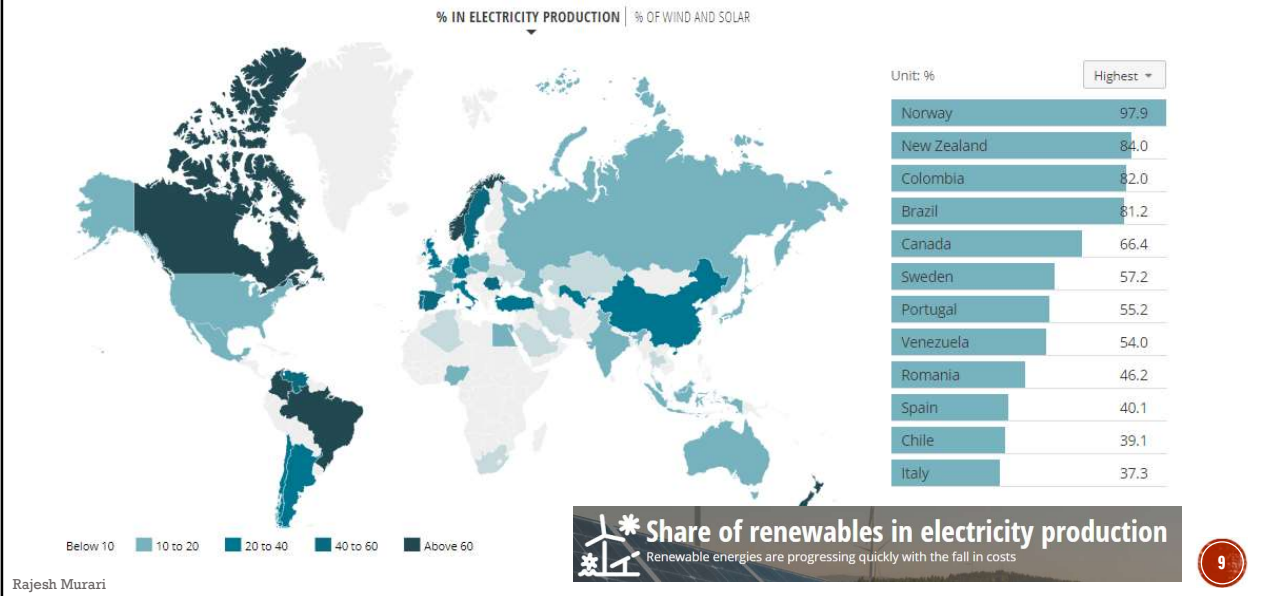 % IN ELECTRICITY PRODUCTION | % OF WIND AND SOLAR
Unit: %
Highest
Norway 97.9
New Zealand 84.0
Colombia 82.0
Brazil 81.2
Canada 66.4
Sweden 57.2
Portugal 55.2
Venezuela 54.0
Romania 46.2
Spain 40.1
Chile 39.1
Italy 37.3
Below 10 10 to 20 20 to 40 40 to 60 Above 60
Share of renewables in electricity production
Renewable energies are progressing quickly with the fall in costs
9
Rajesh Murari